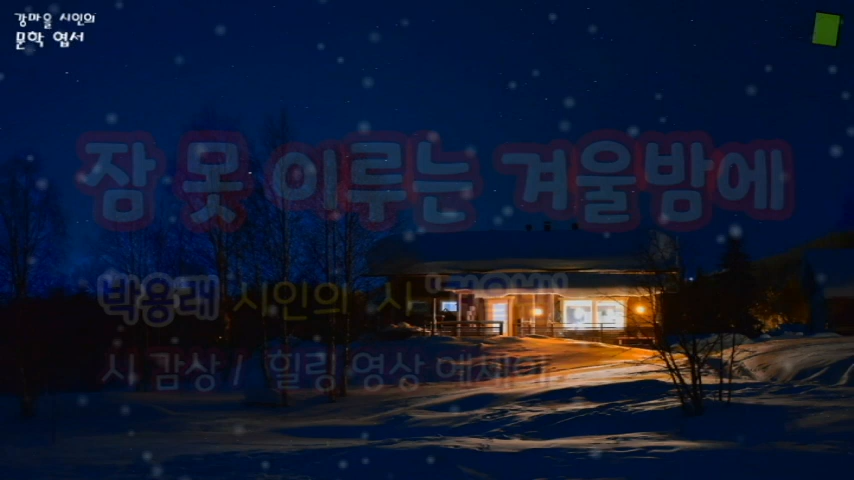 강마을 시인의
문학 엽서
잠 못 이루는 겨울밤에
박용래 시인의 시
시 감상 / 힐링 영상 에세이